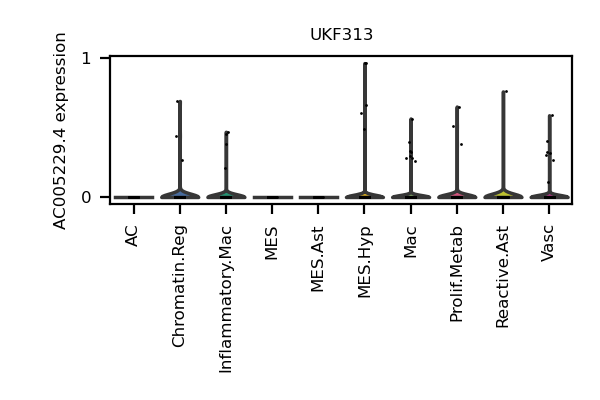 UKF313
AC005229.4 expression
1
0
AC
Chromatin.Reg
Inflammatory.Mac
MES
MES.Ast
MES.Hyp
Mac
Prolif.Metab
Reactive.Ast
Vasc